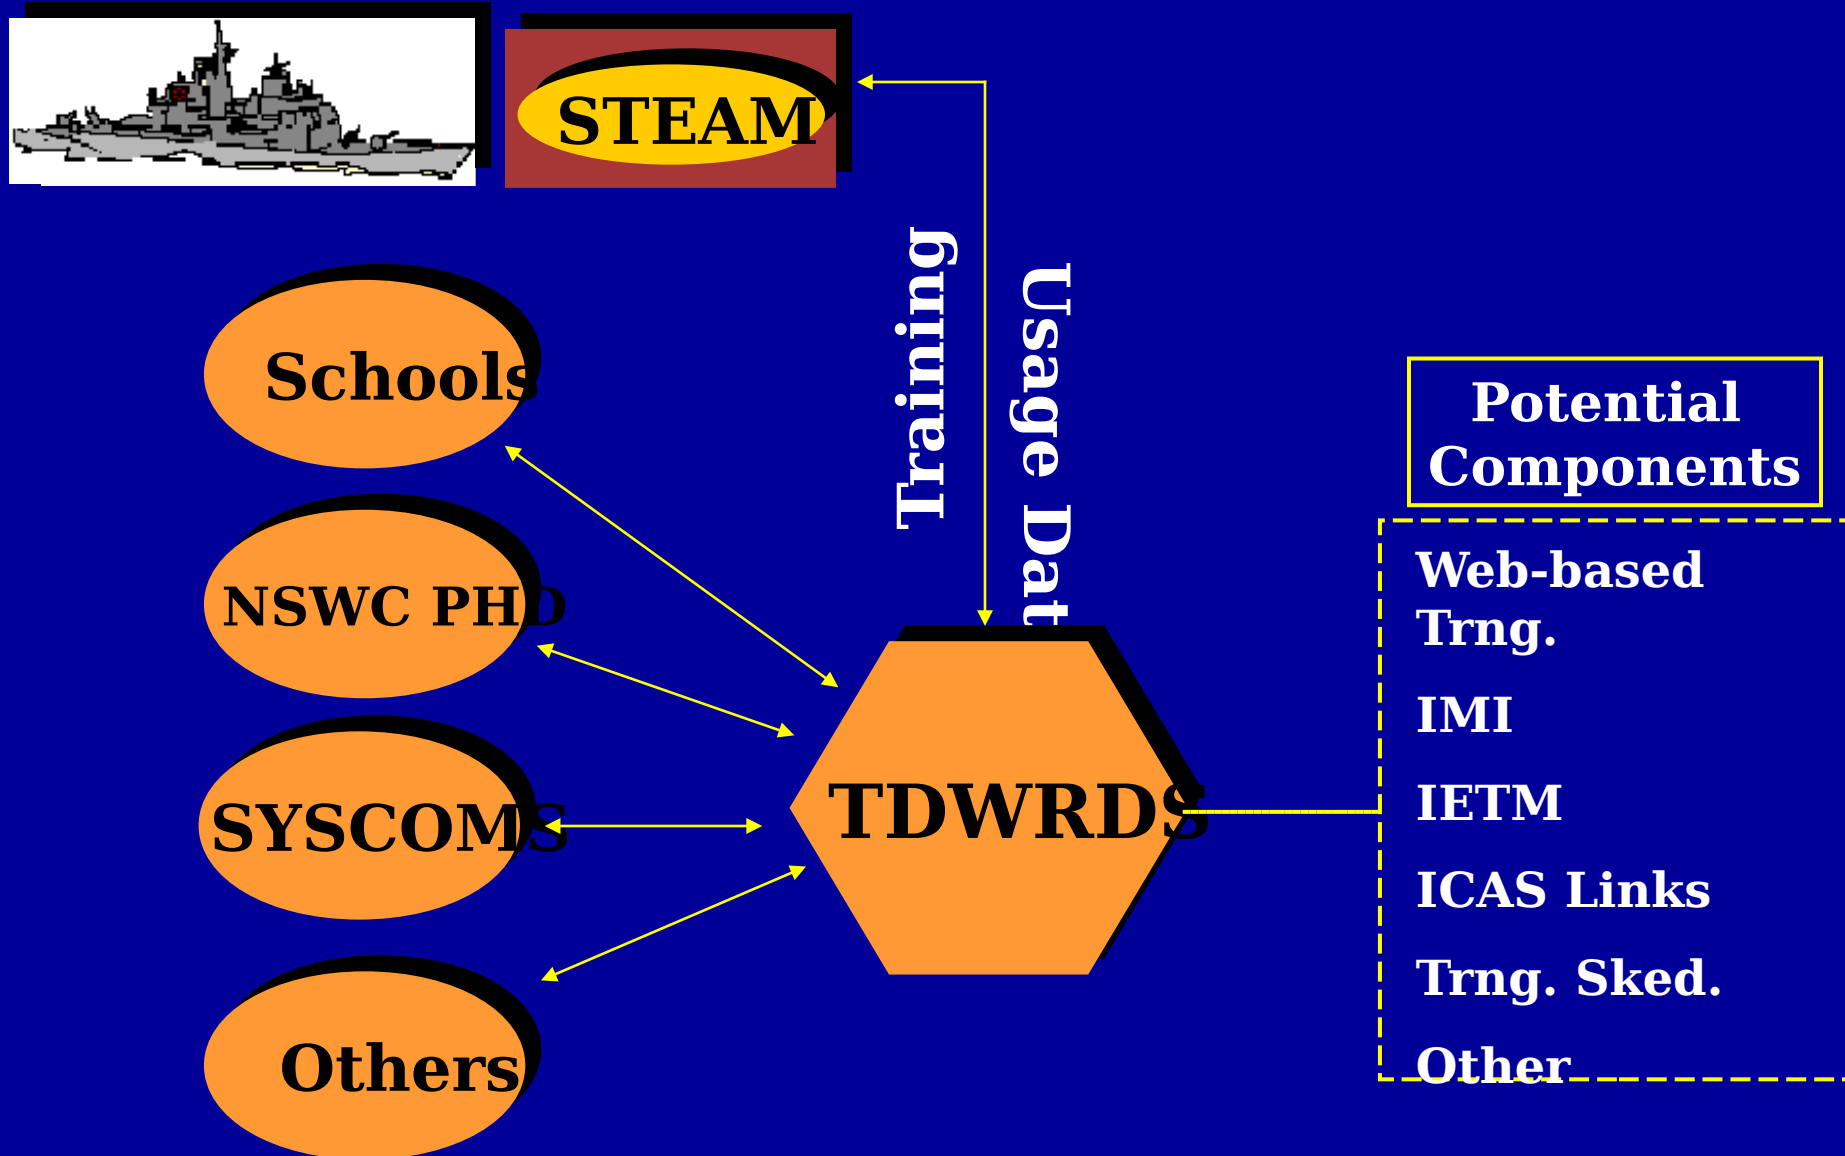 STEAM
Training
Usage Dat
Schools
NSWC PHD
SYSCOMS
Others
TDWRDS
Potential
Components
Web-based
Trng.
IMI
IETM
ICAS Links
Trng. Sked.
Other